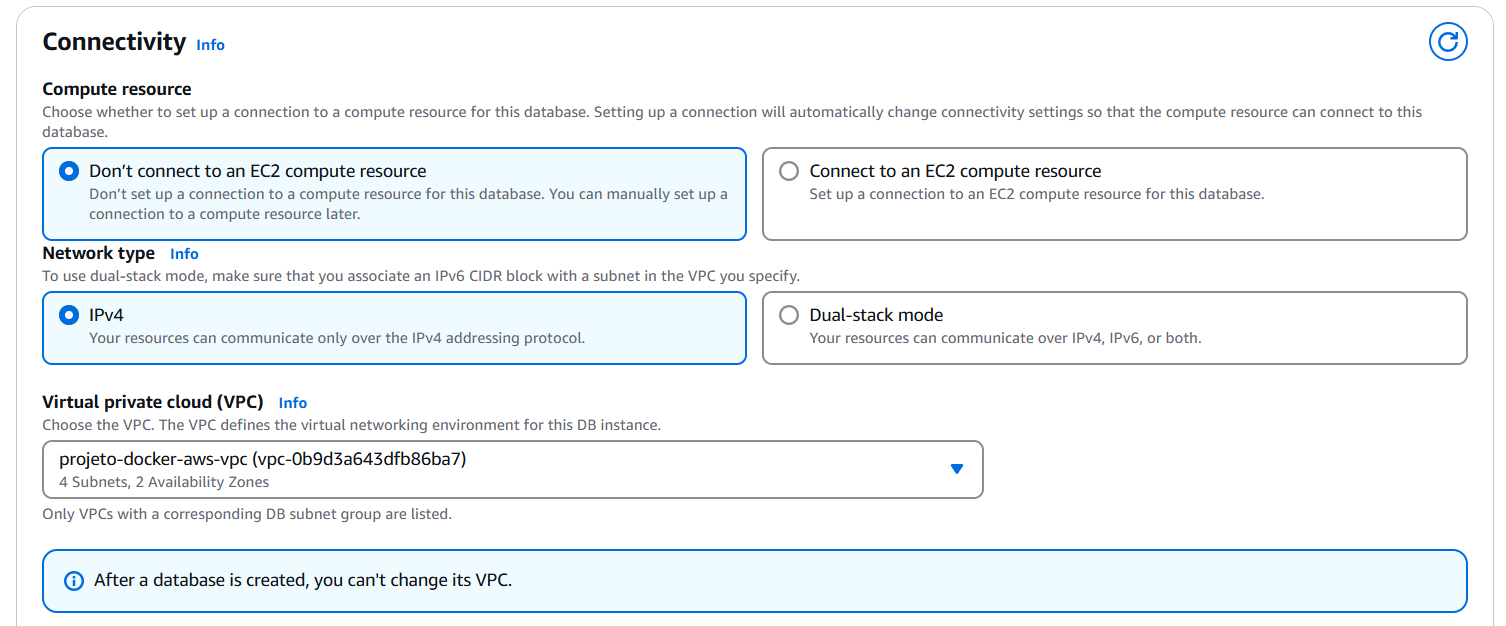 Connectivity Info
Compute resource
Choose whether to set up a connection to a compute resource for this database. Setting up a connection will automatically change connectivity settings so that the compute resource can connect to this
database.
Don’t connect to an EC2 compute resource
Don’t set up a connection to a compute resource for this database. You can manually set up a
connection to a compute resource later.
Connect to an EC2 compute resource
Set up a connection to an EC2 compute resource for this database.
Network type Info
To use dual-stack mode, make sure that you associate an IPv6 CIDR block with a subnet in the VPC you specify.
IPv4
Your resources can communicate only over the IPv4 addressing protocol.
Dual-stack mode
Your resources can communicate over IPv4, IPv6, or both.
Virtual private cloud (VPC) Info
Choose the VPC. The VPC defines the virtual networking environment for this DB instance.
projeto-docker-aws-vpc (vpc-0b9d3a643dfb86ba7)
4 Subnets, 2 Availability Zones
Only VPCs with a corresponding DB subnet group are listed.
After a database is created, you can't change its VPC.